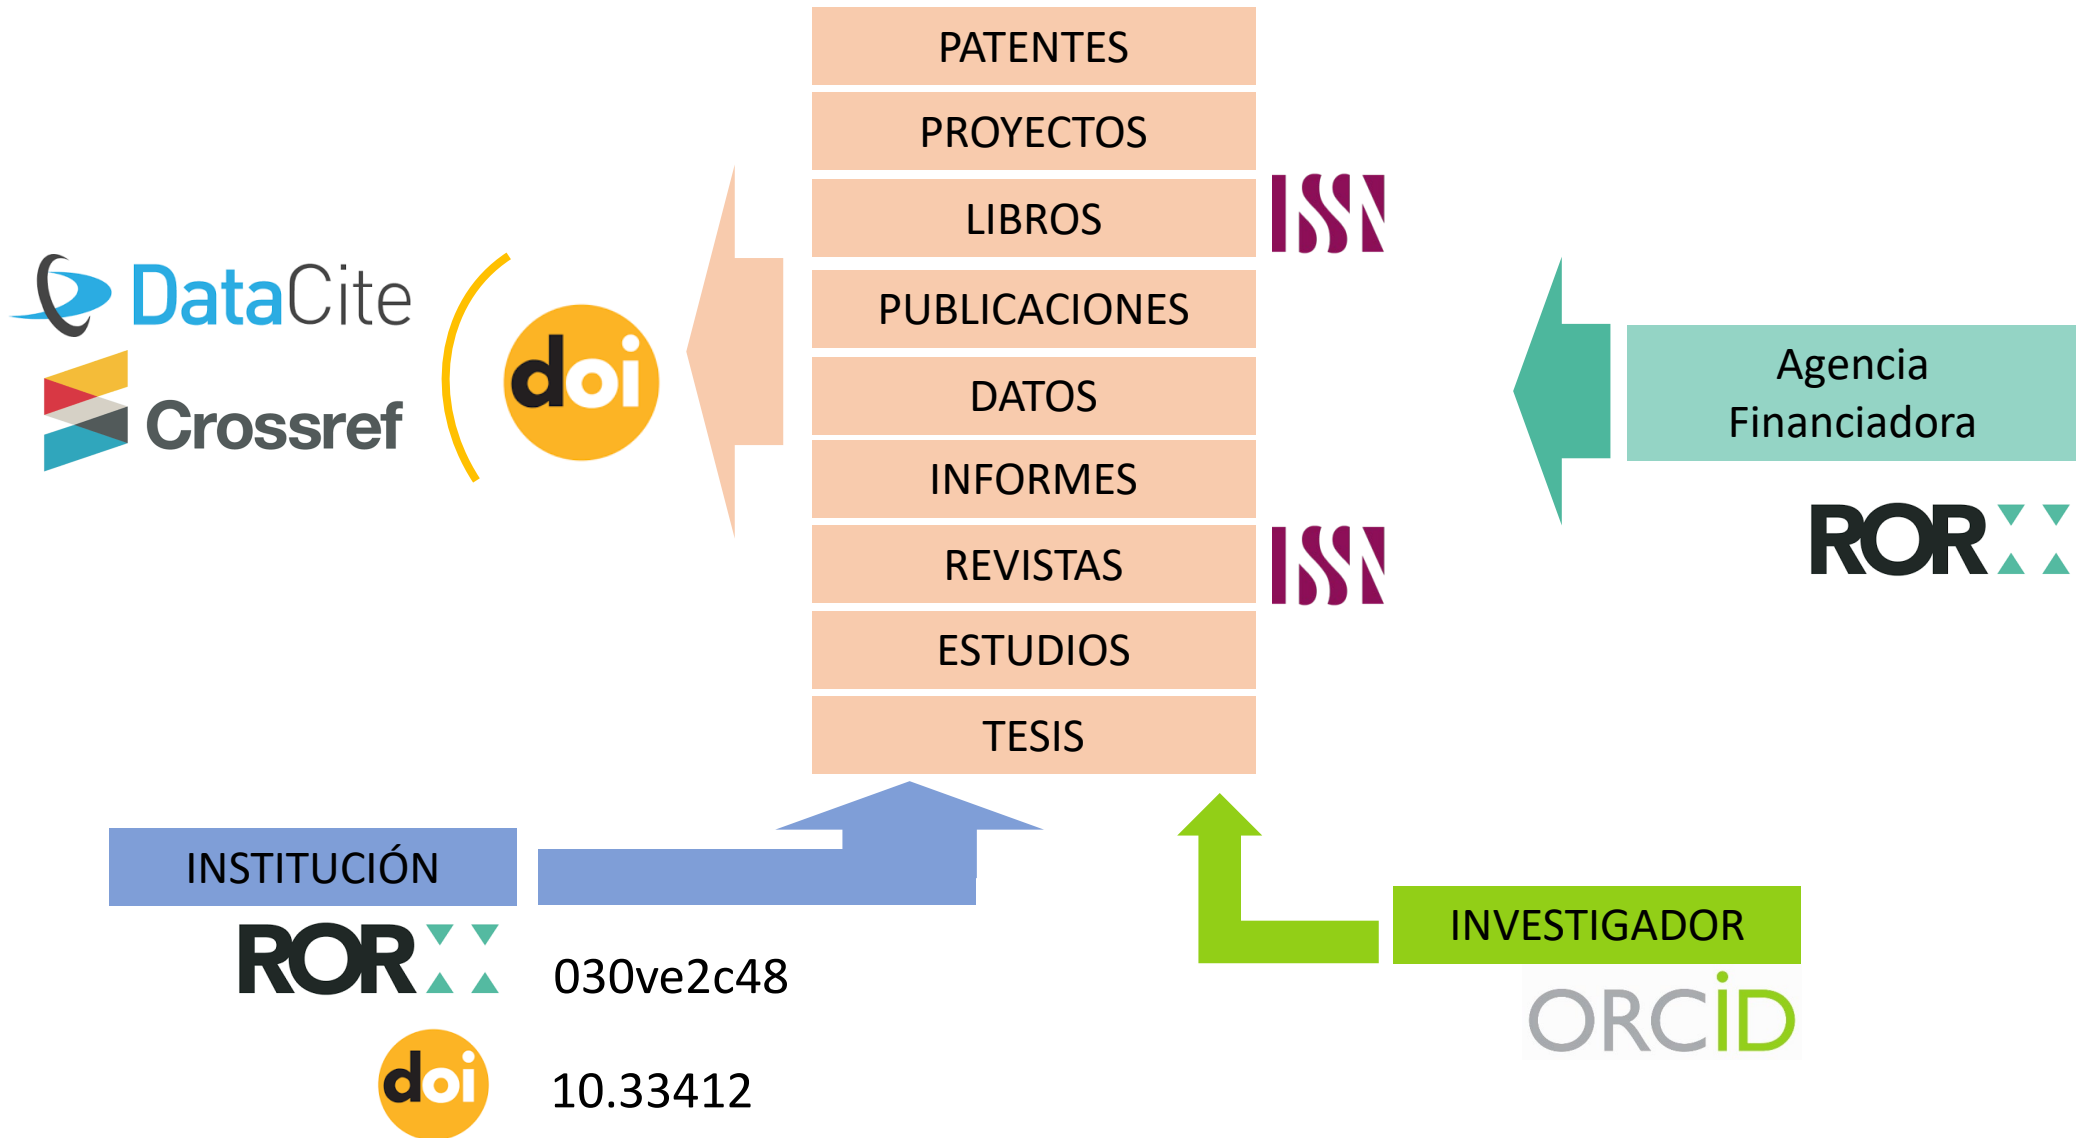 PATENTES
PROYECTOS
LIBROS
ISSN
PUBLICACIONES
DATOS
INFORMES
REVISTAS
ISSN
ESTUDIOS
TESIS
DataCite
Crossref
doi
Agencia
Financiadora
ROR
INSTITUCIÓN
ROR
030ve2c48
doi
10.33412
INVESTIGADOR
ORCiD